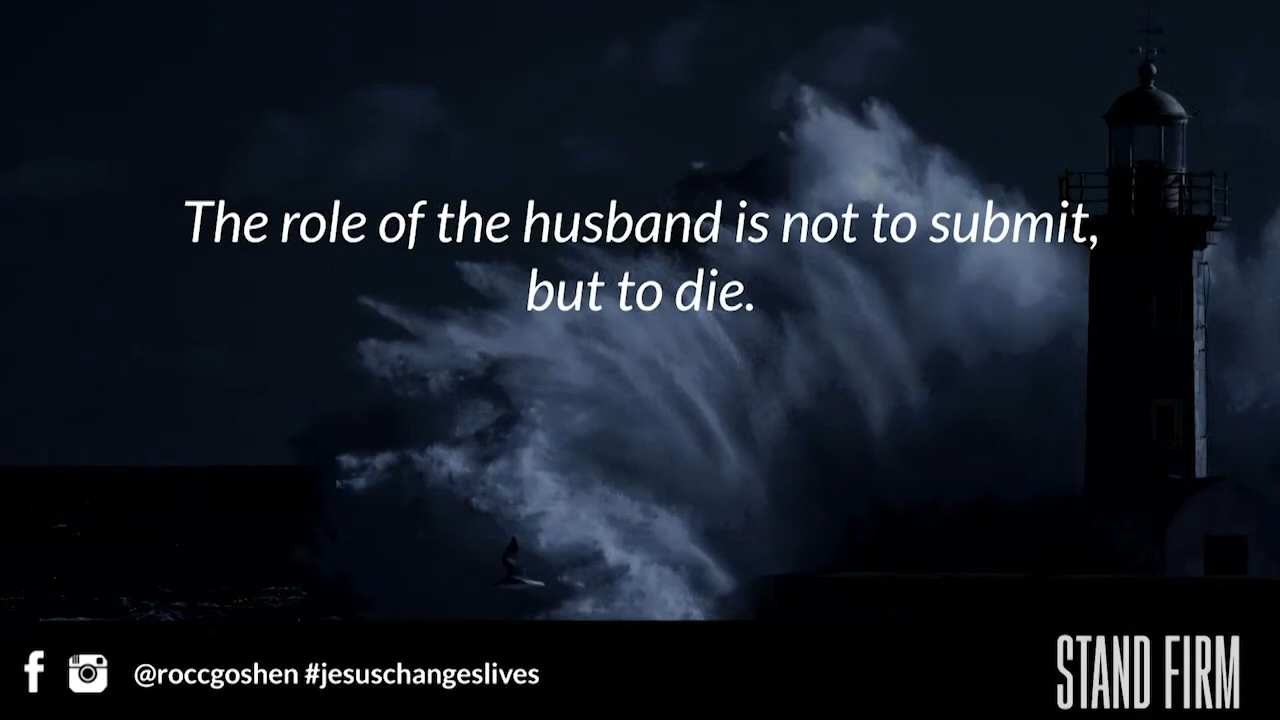 The role of the husband is not to submit,
but to die.
@roccgoshen #jesuschangeslives
STAND FIRM